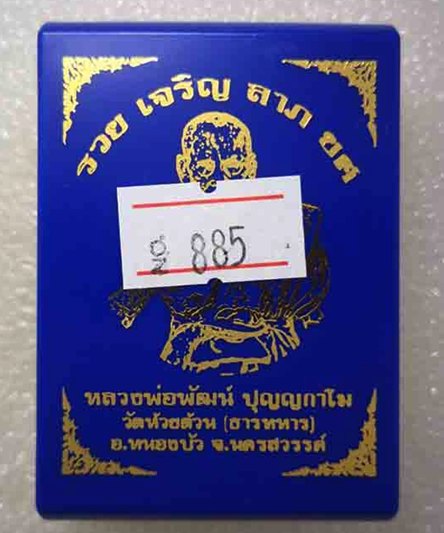 รวย เจริญ ลาภ ยศ
885
หลวงพ่อพัฒน์ ปุญญกาโม
วัดห้วยด้วน (ธารทหาร)
อ.หนองบัว จ.นครสวรรค์